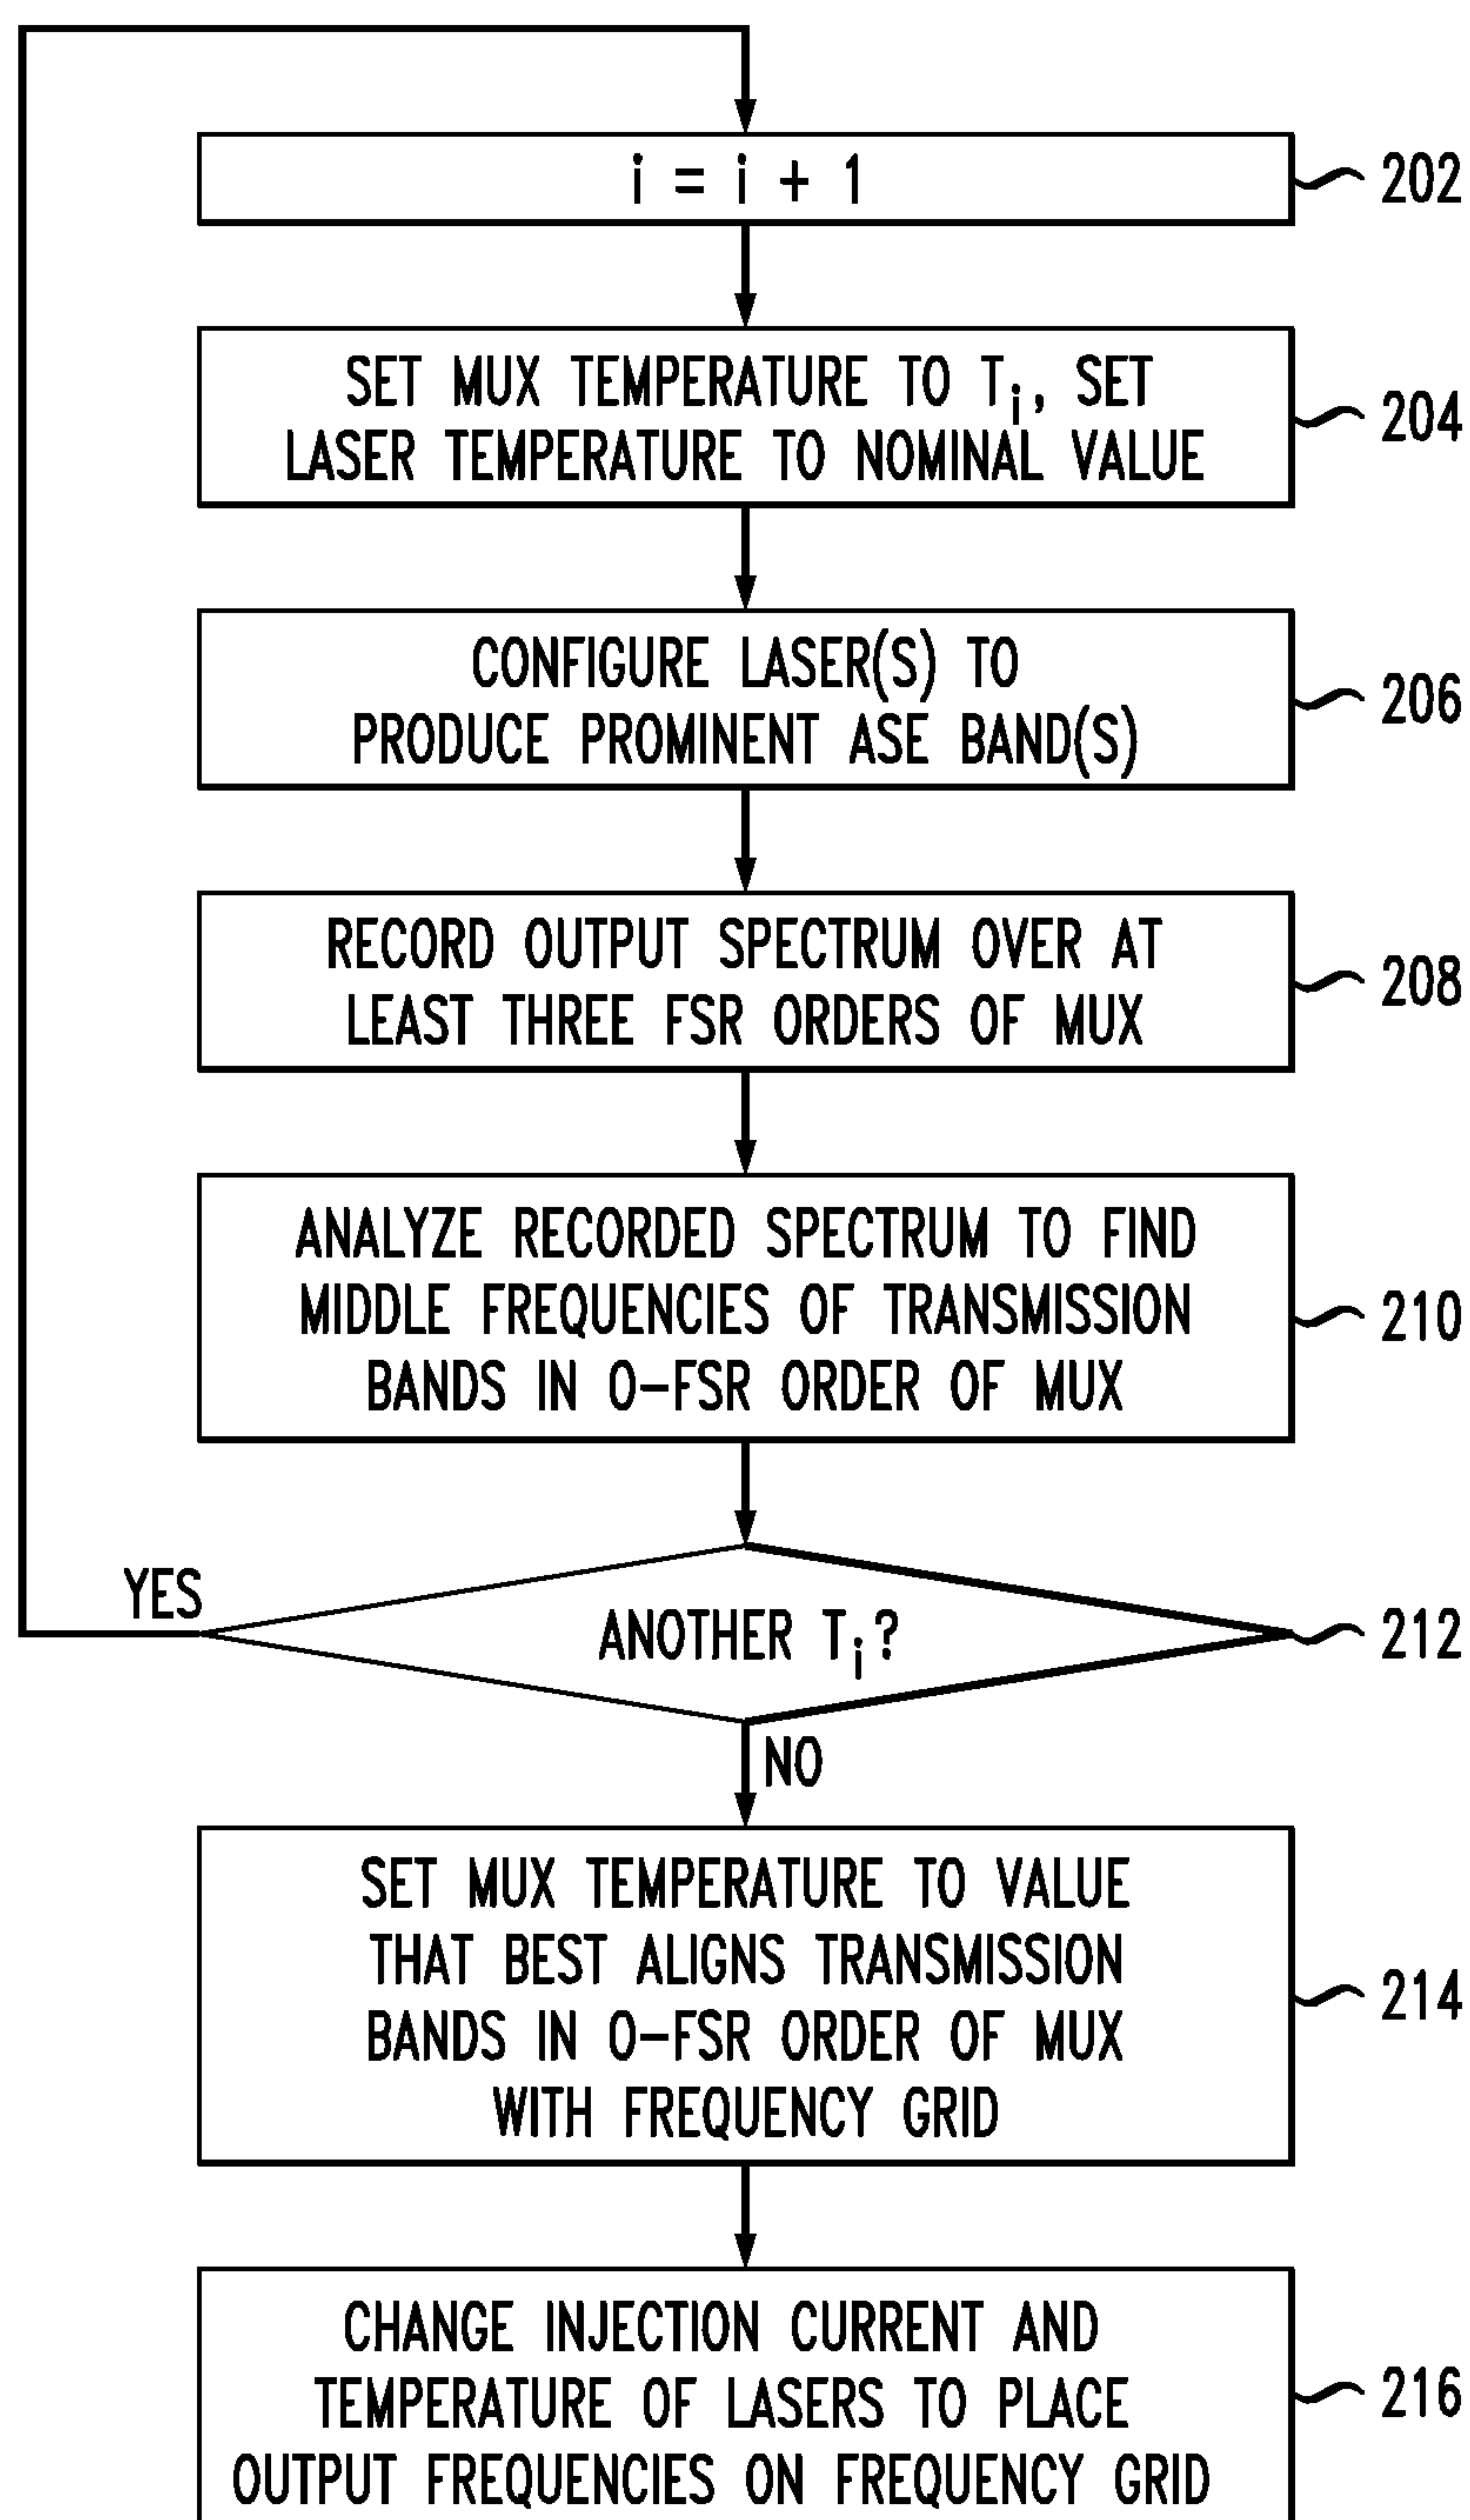 i = i + 1
202
SET MUX TEMPERATURE TO Ti, SET
LASER TEMPERATURE TO NOMINAL VALUE
204
CONFIGURE LASER(S) TO
PRODUCE PROMINENT ASE BAND(S)
206
RECORD OUTPUT SPECTRUM OVER AT
LEAST THREE FSR ORDERS OF MUX
208
ANALYZE RECORDED SPECTRUM TO FIND
MIDDLE FREQUENCIES OF TRANSMISSION
BANDS IN 0-FSR ORDER OF MUX
210
YES
ANOTHER Ti?
212
NO
SET MUX TEMPERATURE TO VALUE
THAT BEST ALIGNS TRANSMISSION
BANDS IN 0-FSR ORDER OF MUX
WITH FREQUENCY GRID
214
CHANGE INJECTION CURRENT AND
TEMPERATURE OF LASERS TO PLACE
OUTPUT FREQUENCIES ON FREQUENCY GRID
216